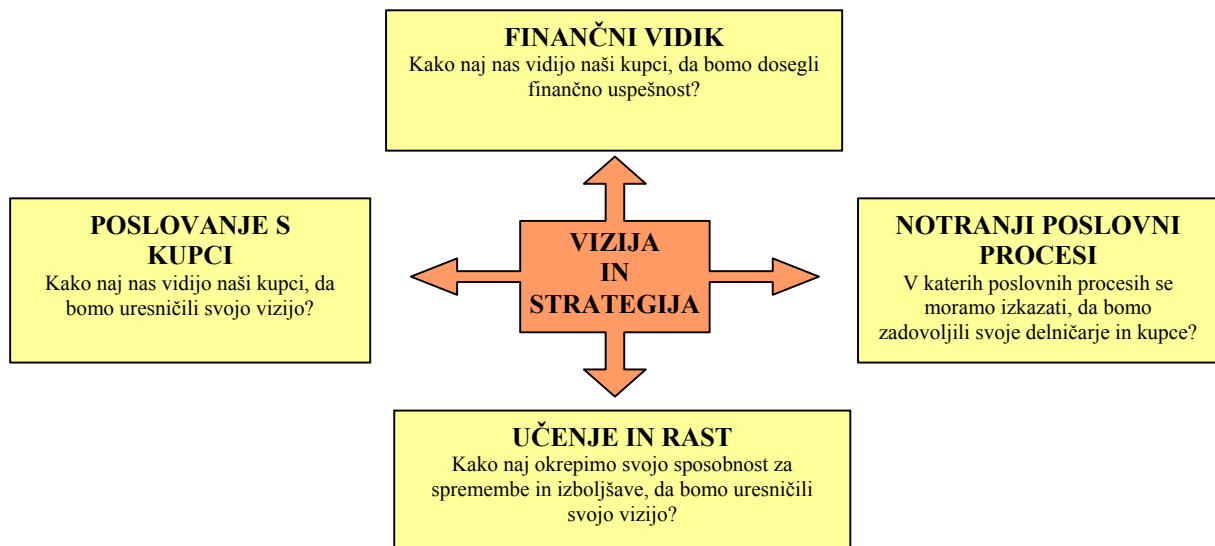 FINANČNI VIDIK
Kako naj nas vidijo naši kupci, da bomo dosegli
finančno uspešnost?
POSLOVANJE S
KUPCI
Kako naj nas vidijo naši kupci, da
bomo uresničili svojo vizijo?
VIZIJA
IN
STRATEGIJA
NOTRANJI POSLOVNI
PROCESI
V katerih poslovnih procesih se
moramo izkazati, da bomo
zadovoljili svoje delničarje in kupce?
UČENJE IN RAST
Kako naj okrepimo svojo sposobnost za
spremembe in izboljšave, da bomo uresničili
svojo vizijo?